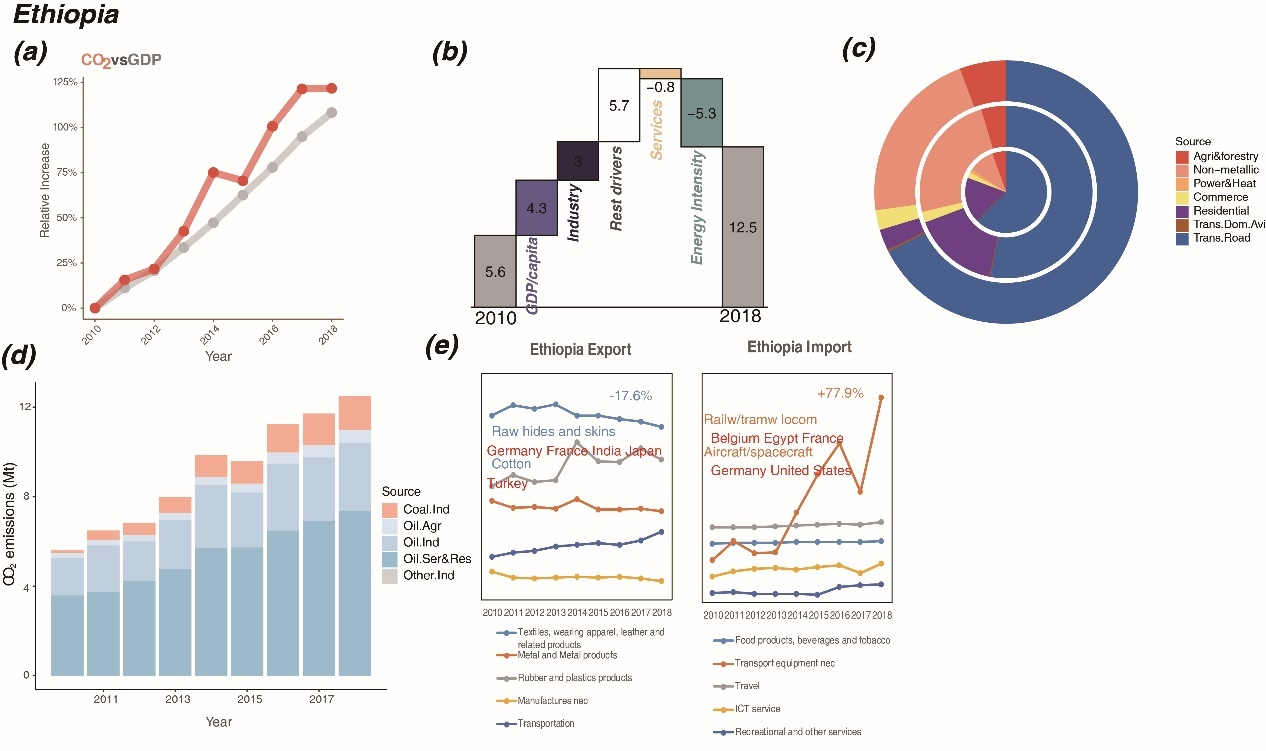 Ethiopia
(a)
CO2vsGDP
125%
100%
75%
50%
25%
0%
Relative Increase
2010
2012
2014
2016
2018
Year
(b)
5.6
4.3
3
5.7
−0.8
−5.3
12.5
GDP/capita
Industry
Rest drivers
Services
Energy Intensity
2010
2018
(c)
Source
Agri&forestry
Non−metallic
Power&Heat
Commerce
Residential
Trans.Dom.Avi
Trans.Road
(d)
12
8
4
0
CO2 emissions (Mt)
2011
2013
2015
2017
Year
Source
Coal.Ind
Oil.Agr
Oil.Ind
Oil.Ser&Res
Other.Ind
(e)
Ethiopia Export
-17.6%
Raw hides and skins
Germany France India Japan
Cotton
Turkey
2010 2011 2012 2013 2014 2015 2016 2017 2018
Textiles, wearing apparel, leather and
related products
Metal and Metal products
Rubber and plastics products
Manufactures nec
Transportation
Ethiopia Import
+77.9%
Railw/tramw locom
Belgium Egypt France
Aircraft/spacecraft
Germany United States
2010 2011 2012 2013 2014 2015 2016 2017 2018
Food products, beverages and tobacco
Transport equipment nec
Travel
ICT service
Recreational and other services